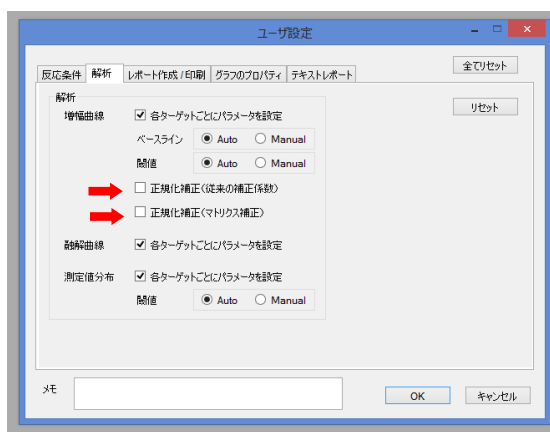 ユーザ設定
反応条件 解析 レポート作成/印刷 グラフのプロパティ テキストレポート
全てリセット
リセット
解析
増幅曲線 各ターゲットごとにパラメータを設定
ベースライン Auto Manual
閾値 Auto Manual
正規化補正(従来の補正係数)
正規化補正(マトリクス補正)
融解曲線 各ターゲットごとにパラメータを設定
測定値分布 各ターゲットごとにパラメータを設定
閾値 Auto Manual
メモ
OK キャンセル